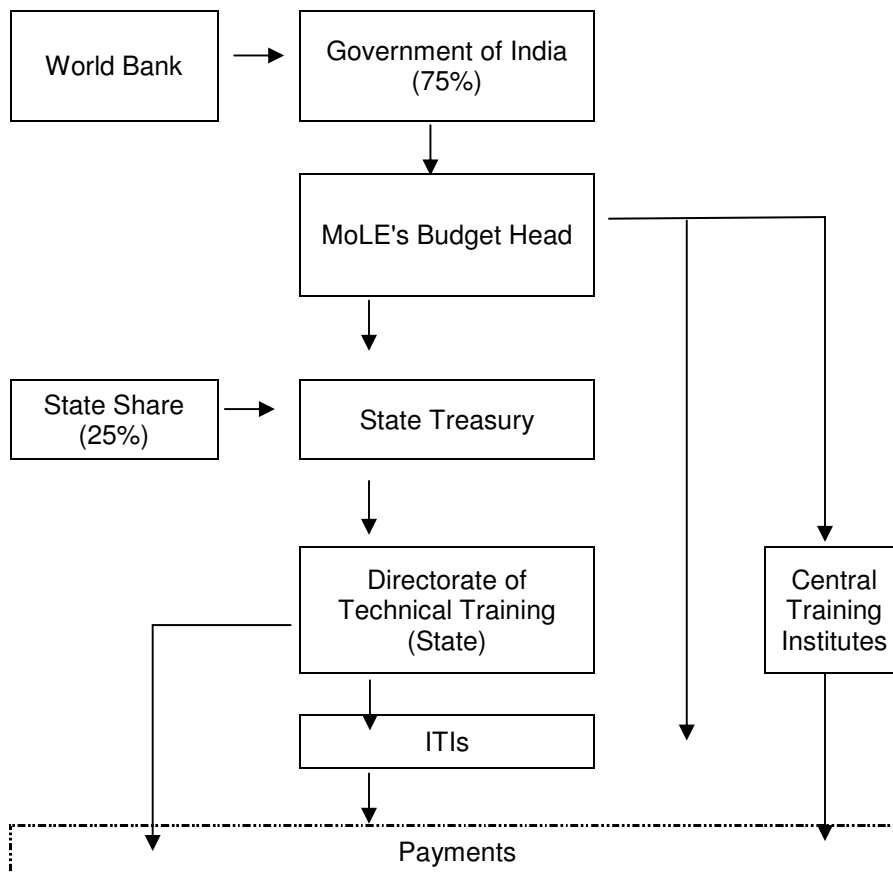 World Bank
Government of India
(75%)
MoLE's Budget Head
State Share
(25%)
State Treasury
Directorate of
Technical Training
(State)
Central
Training
Institutes
ITIs
Payments